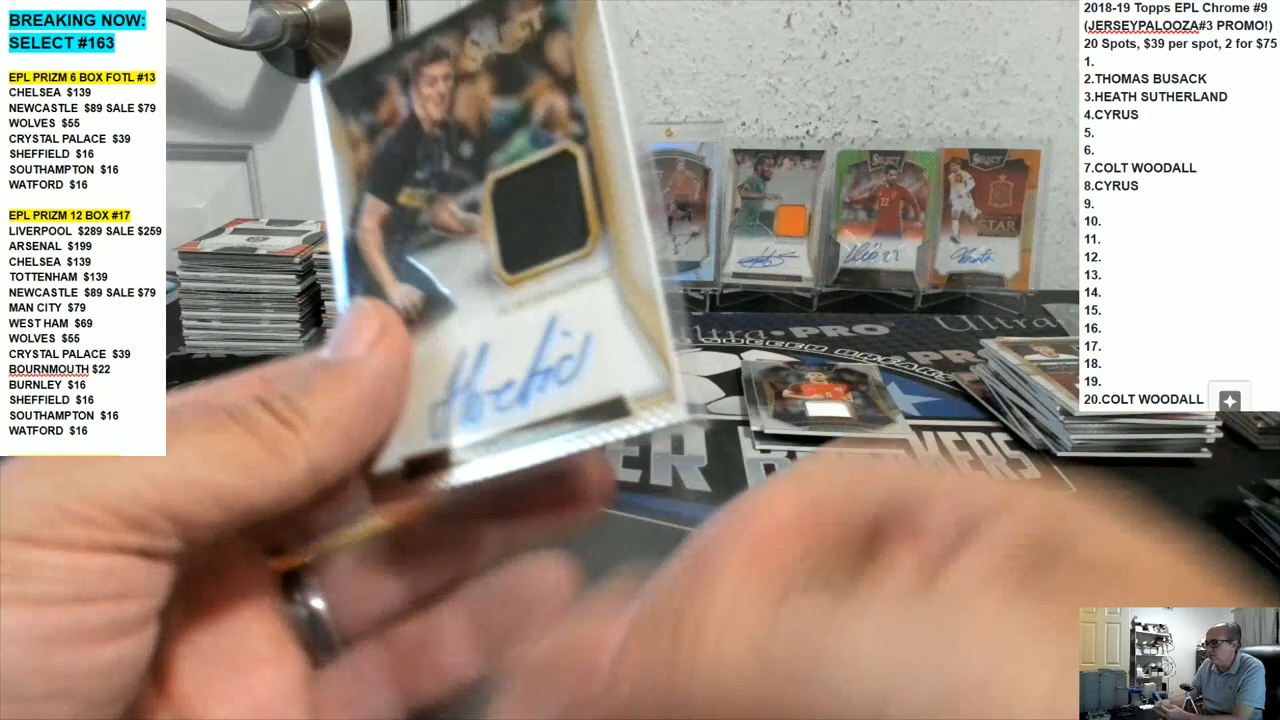 BREAKING NOW:
SELECT #163
EPL PRIZM 6 BOX FOTL #13
CHELSEA $139
NEWCASTLE $89 SALE $79
WOLVES $55
CRYSTAL PALACE $39
SHEFFIELD $16
SOUTHAMPTON $16
WATFORD $16
EPL PRIZM 12 BOX #17
LIVERPOOL $289 SALE $259
ARSENAL $199
CHELSEA $139
TOTTENHAM $139
NEWCASTLE $89 SALE $79
MAN CITY $79
WEST HAM $69
WOLVES $55
CRYSTAL PALACE $39
BOURNMOUTH $22
BURNLEY $16
SHEFFIELD $16
SOUTHAMPTON $16
WATFORD $16
2018-19 Topps EPL Chrome #9
(JERSEYPALOOZA#3 PROMO!)
20 Spots, $39 per spot, 2 for $75
1.
2.THOMAS BUSACK
3.HEATH SUTHERLAND
4.CYRUS
5.
6.
7.COLT WOODALL
8.CYRUS
9.
10.
11.
12.
13.
14.
15.
16.
17.
18.
19.
20.COLT WOODALL
SELECT
SELECT
STAR
Ultra PRO Ultra